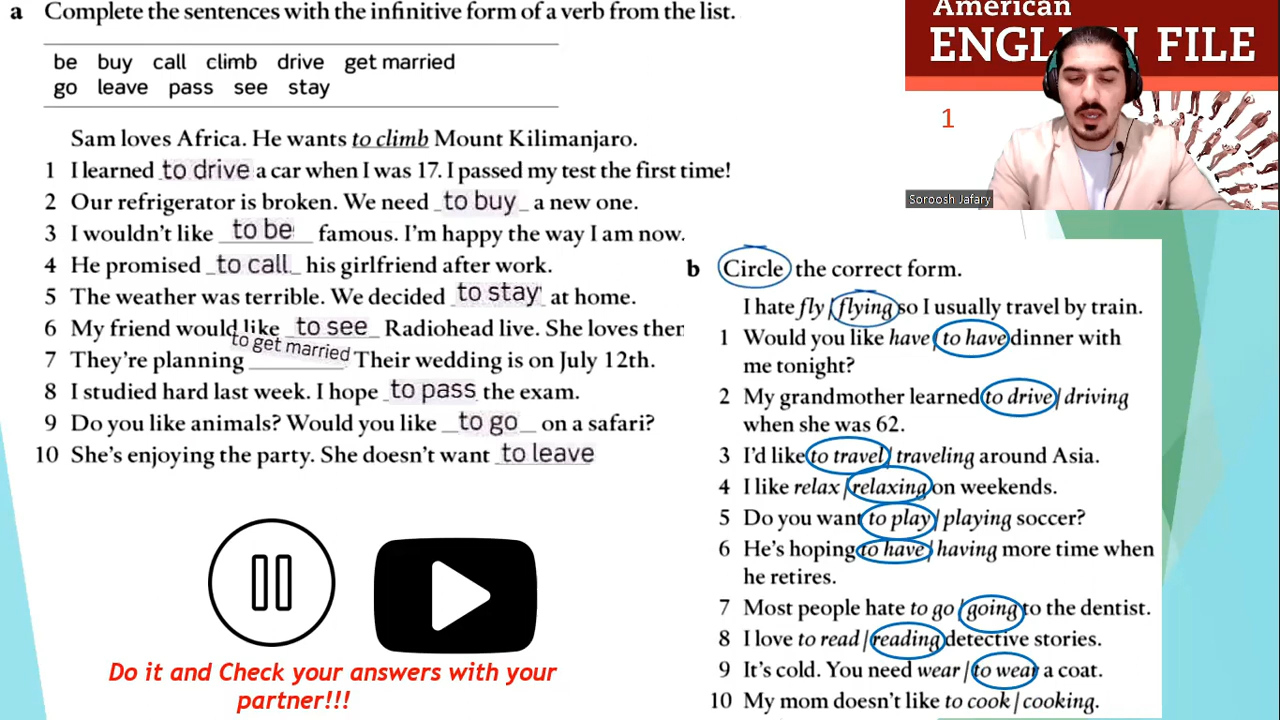 a Complete the sentences with the infinitive form of a verb from the list.
be buy call climb drive get married
go leave pass see stay
Sam loves Africa. He wants to climb Mount Kilimanjaro.
1 I learned to drive a car when I was 17. I passed my test the first time!
2 Our refrigerator is broken. We need to buy a new one.
3 I wouldn't like to be famous. I'm happy the way I am now.
4 He promised to call his girlfriend after work.
5 The weather was terrible. We decided to stay at home.
6 My friend would like to see Radiohead live. She loves
7 They're planning to get married Their wedding is on July 12th.
8 I studied hard last week. I hope to pass the exam.
9 Do you like animals? Would you like to go on a safari?
10 She's enjoying the party. She doesn't want to leave
Do it and Check your answers with your
partner!!!
American
ENGLISH FILE
1
Soroosh Jafary
b Circle the correct form.
I hate fly / flying so I usually travel by train.
1 Would you like have / to have dinner with
me tonight?
2 My grandmother learned to drive / driving
when she was 62.
3 I'd like to travel / traveling around Asia.
4 I like relax / relaxing on weekends.
5 Do you want to play / playing soccer?
6 He's hoping to have / having more time when
he retires.
7 Most people hate to go / going to the dentist.
8 I love to read / reading detective stories.
9 It's cold. You need wear / to wear a coat.
10 My mom doesn't like to cook / cooking.